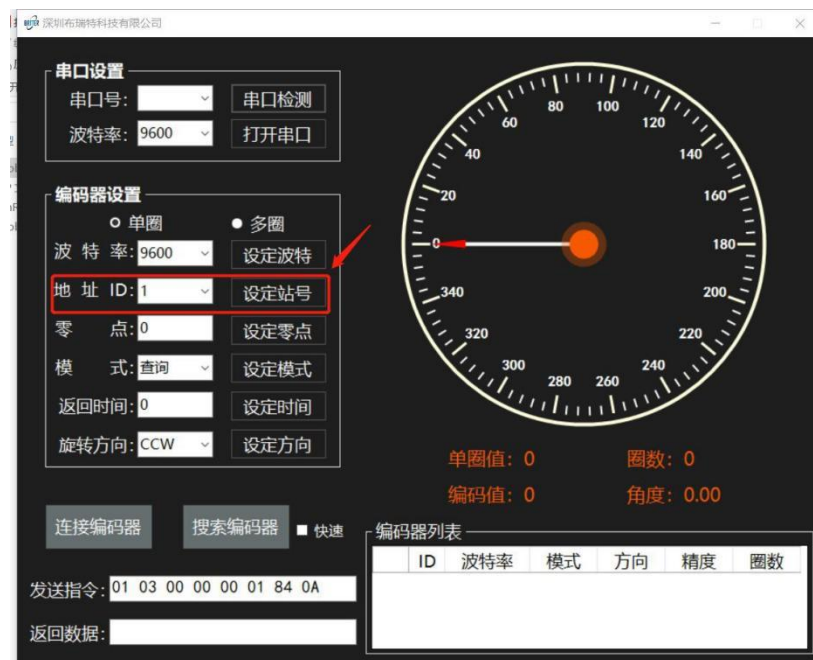 深圳布瑞特科技有限公司
串口设置
串口号: 串口检测
波特率: 9600 打开串口
编码器设置
单圈 多圈
波 特 率: 9600 设定波特
地 址 ID: 1 设定站号
零 点: 0 设定零点
模 式: 查询 设定模式
返回时间: 0 设定时间
旋转方向: CCW 设定方向
连接编码器 搜索编码器 快速
发送指令: 01 03 00 00 00 01 84 0A
返回数据:
0
20
40
60
80
100
120
140
160
180
200
220
240
260
280
300
320
340
单圈值: 0 圈数: 0
编码值: 0 角度: 0.00
编码器列表
ID 波特率 模式 方向 精度 圈数